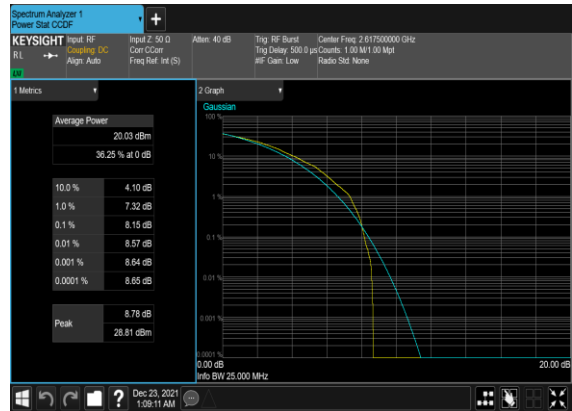 Spectrum Analyzer 1
Power Stat CCDF
KEYSIGHT
R L
Input: RF
Coupling: DC
Align: Auto
Input Z: 50 Ω
Corr CCorr
Freq Ref: Int (S)
Atten: 40 dB
Trig: RF Burst
Trig Delay: 500.0 µs
#IF Gain: Low
Center Freq: 2.617500000 GHz
Counts: 1.00 M/1.00 Mpt
Radio Std: None
1 Metrics
Average Power
20.03 dBm
36.25 % at 0 dB
10.0 % 4.10 dB
1.0 % 7.32 dB
0.1 % 8.15 dB
0.01 % 8.57 dB
0.001 % 8.64 dB
0.0001 % 8.65 dB
Peak
8.78 dB
28.81 dBm
2 Graph
Gaussian
100 %
10 %
1 %
0.1 %
0.01 %
0.001 %
0.0001 %
0.00 dB
20.00 dB
Info BW 25.000 MHz
?
Dec 23, 2021
1:09:11 AM